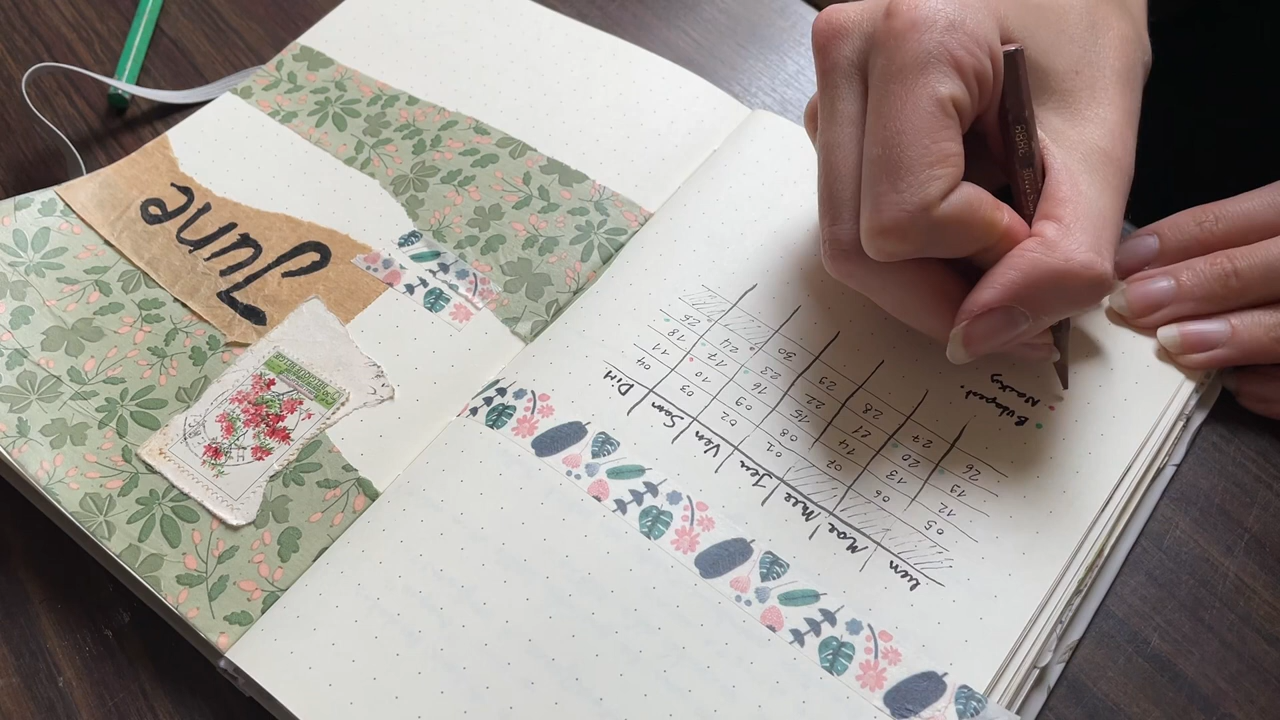 June
Lun | Mar | Mer | Jeu | Ven | Sam | Dim
01 02 03 04
05 06 07 08 09 10 11
12 13 14 15 16 17 18
19 20 21 22 23 24 25
26 27 28 29 30
Budapest.